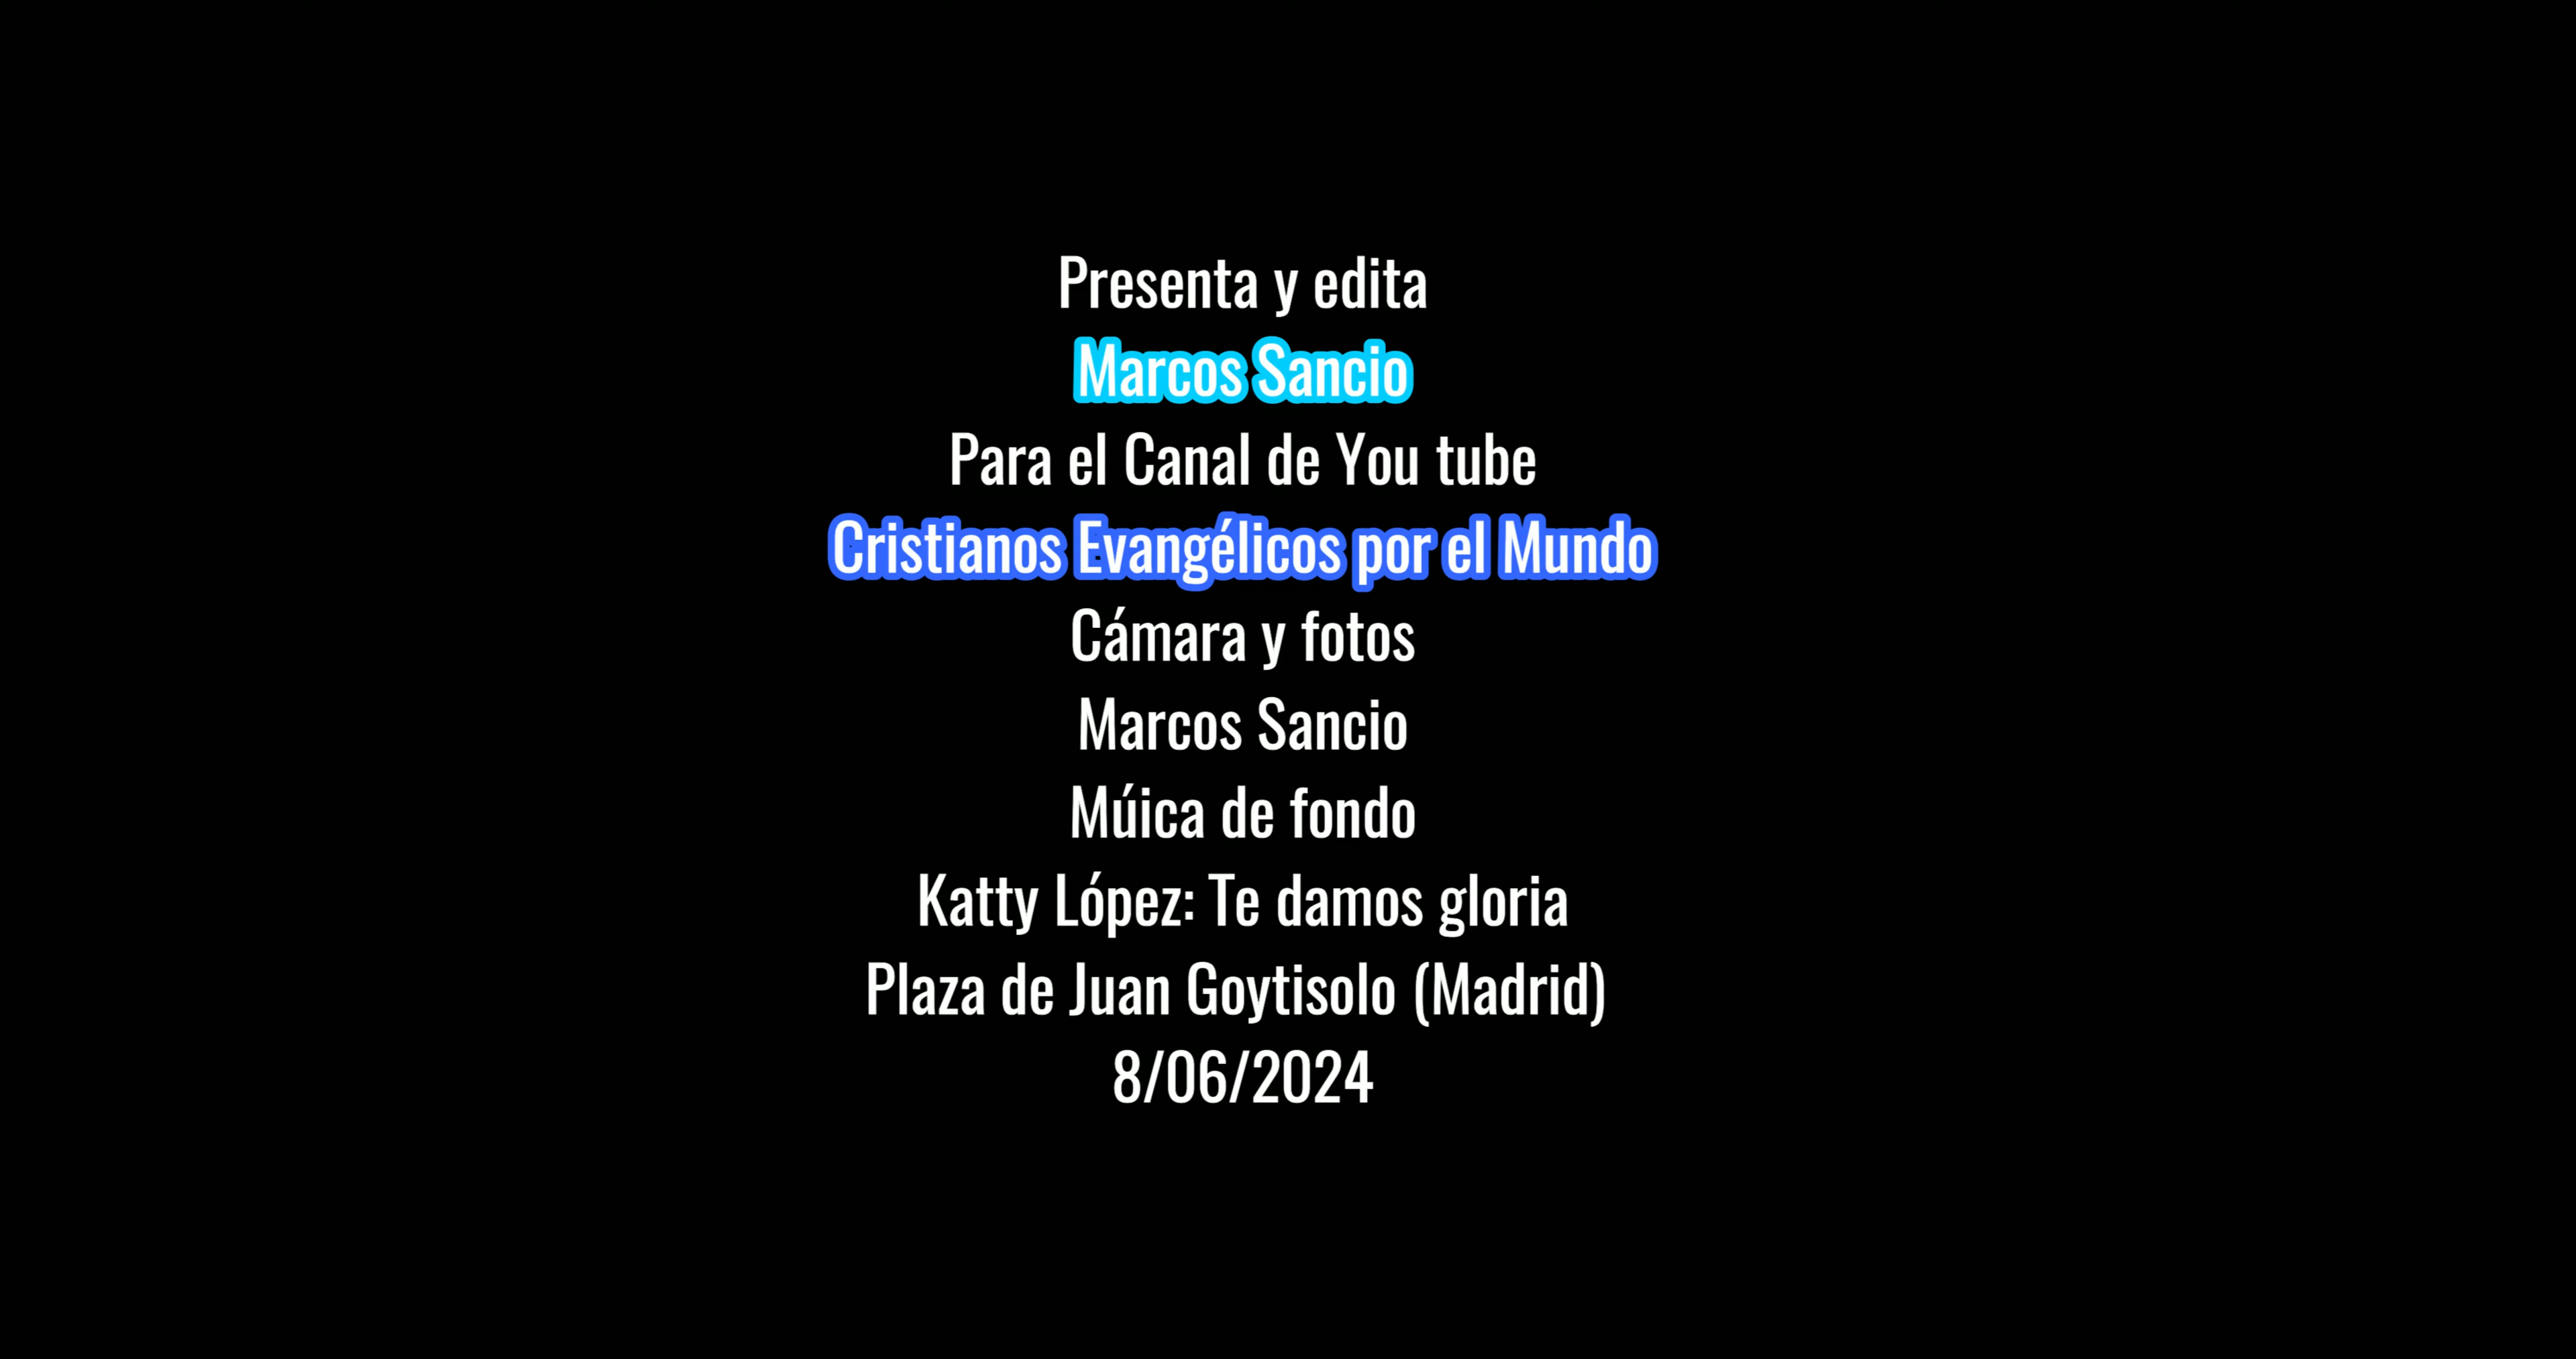 Presenta y edita
Marcos Sancio
Para el Canal de You tube
Cristianos Evangélicos por el Mundo
Cámara y fotos
Marcos Sancio
Múica de fondo
Katty López: Te damos gloria
Plaza de Juan Goytisolo (Madrid)
8/06/2024